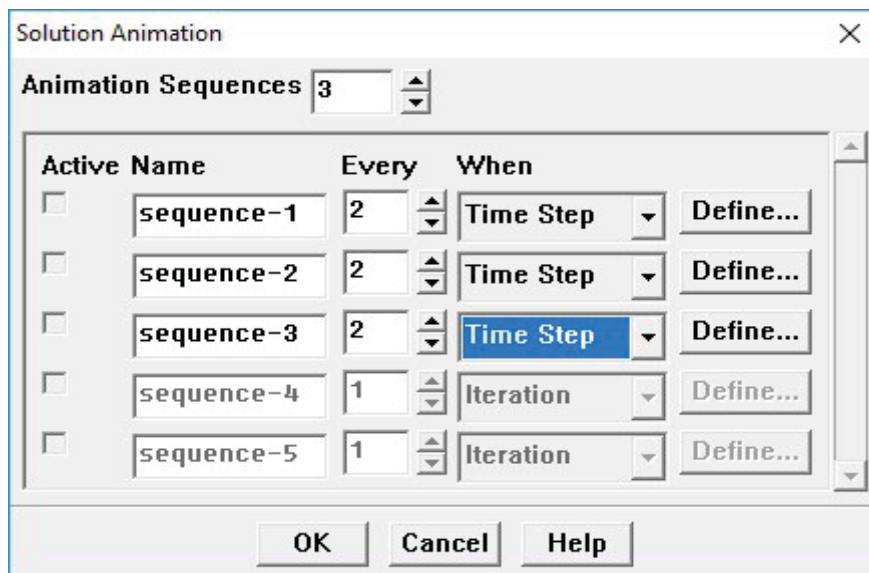 Solution Animation
Animation Sequences 3
Active Name Every When
sequence-1 2 Time Step Define...
sequence-2 2 Time Step Define...
sequence-3 2 Time Step Define...
sequence-4 1 Iteration Define...
sequence-5 1 Iteration Define...
OK Cancel Help